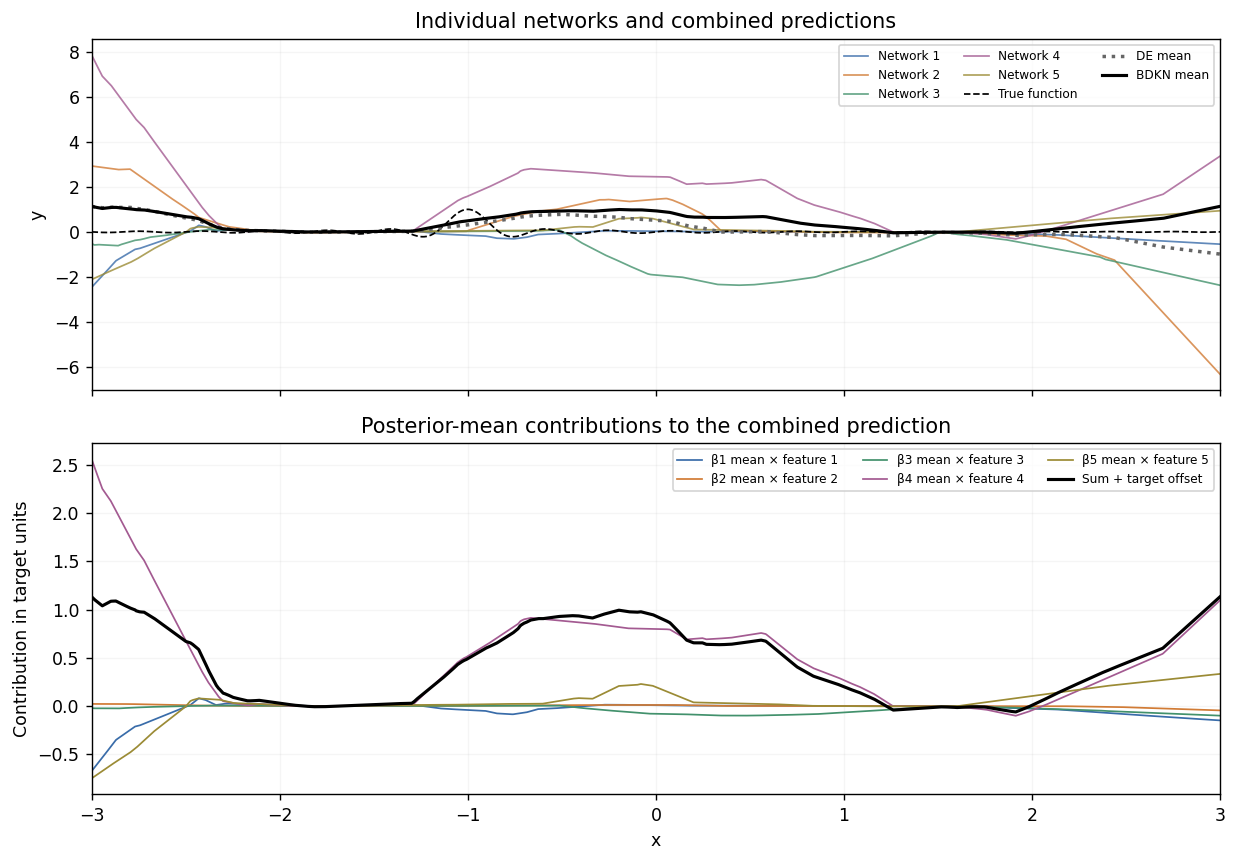 Individual networks and combined predictions
Network 1 Network 4 DE mean
Network 2 Network 5 BDKN mean
Network 3 True function
8
6
4
2
0
−2
−4
−6
y
Posterior-mean contributions to the combined prediction
β1 mean × feature 1 β3 mean × feature 3 β5 mean × feature 5
β2 mean × feature 2 β4 mean × feature 4 Sum + target offset
2.5
2.0
1.5
1.0
0.5
0.0
−0.5
Contribution in target units
−3 −2 −1 0 1 2 3
x